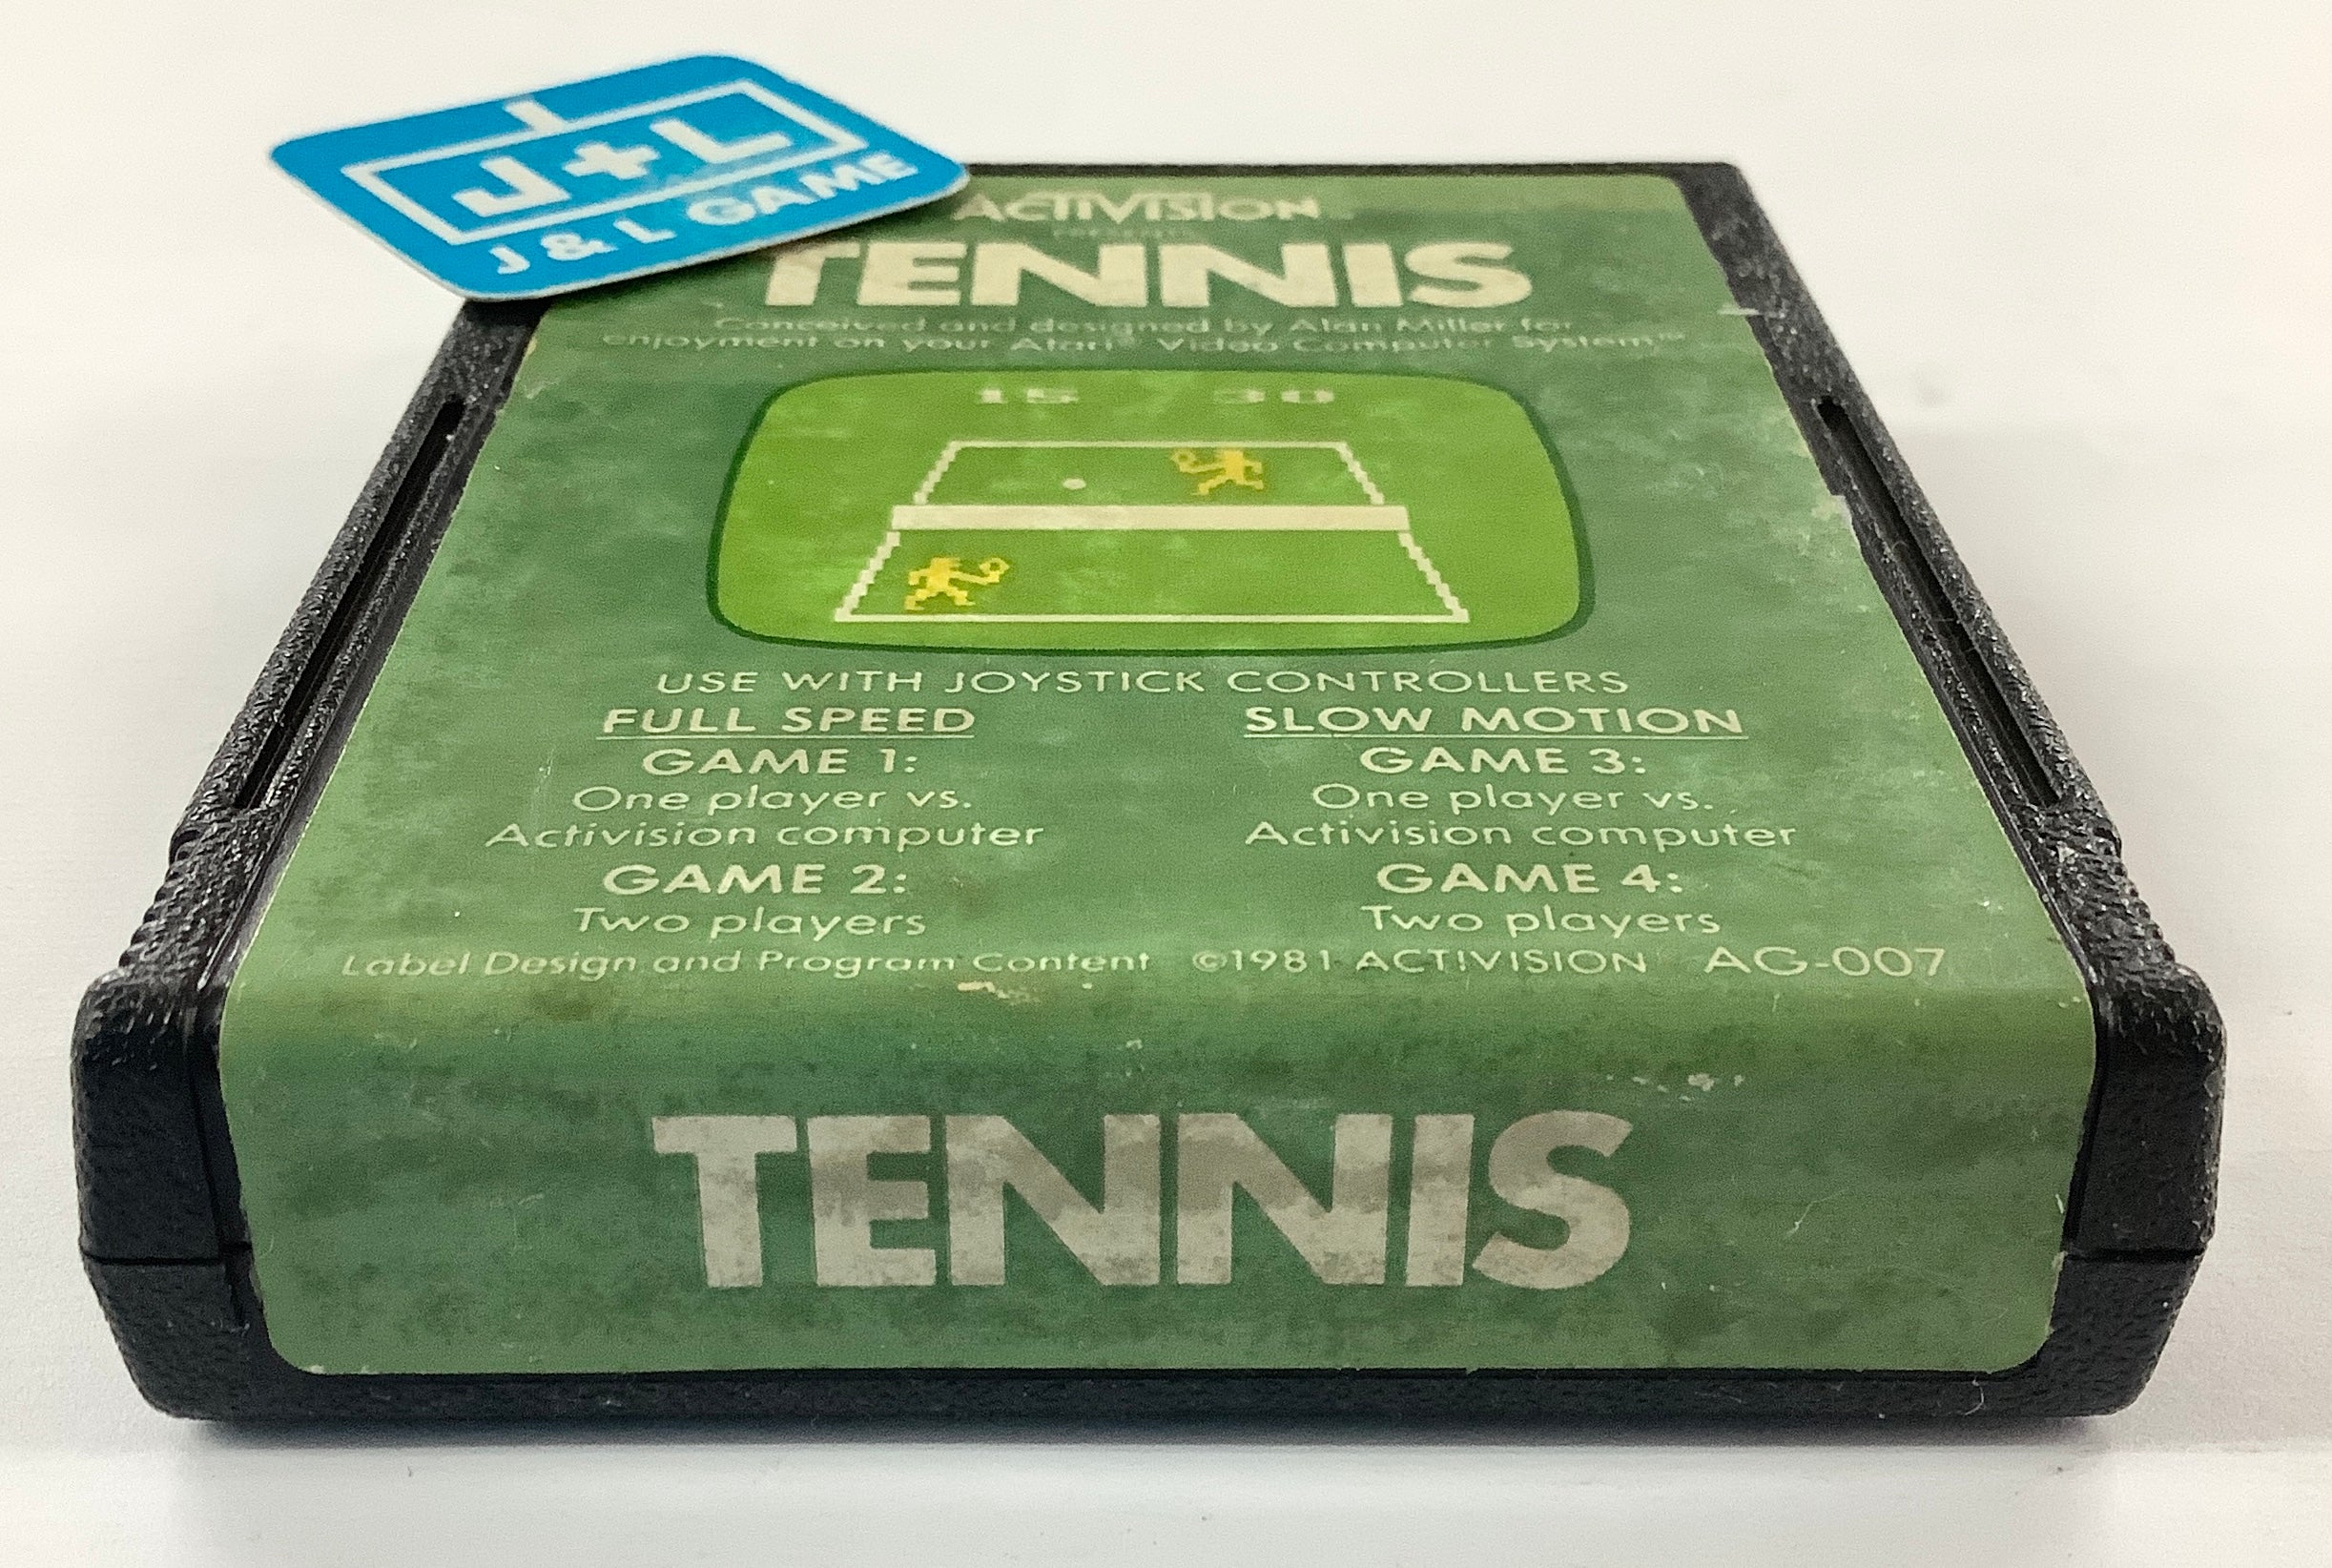 J+L
J & L GAME
ACTIVISION
PRESENTS
TENNIS
Conceived and designed by Alan Miller for
enjoyment on your Atari® Video Computer System™
15 30
USE WITH JOYSTICK CONTROLLERS
FULL SPEED
GAME 1:
One player vs.
Activision computer
GAME 2:
Two players
SLOW MOTION
GAME 3:
One player vs.
Activision computer
GAME 4:
Two players
Label Design and Program Content ©1981 ACTIVISION AG-007
TENNIS